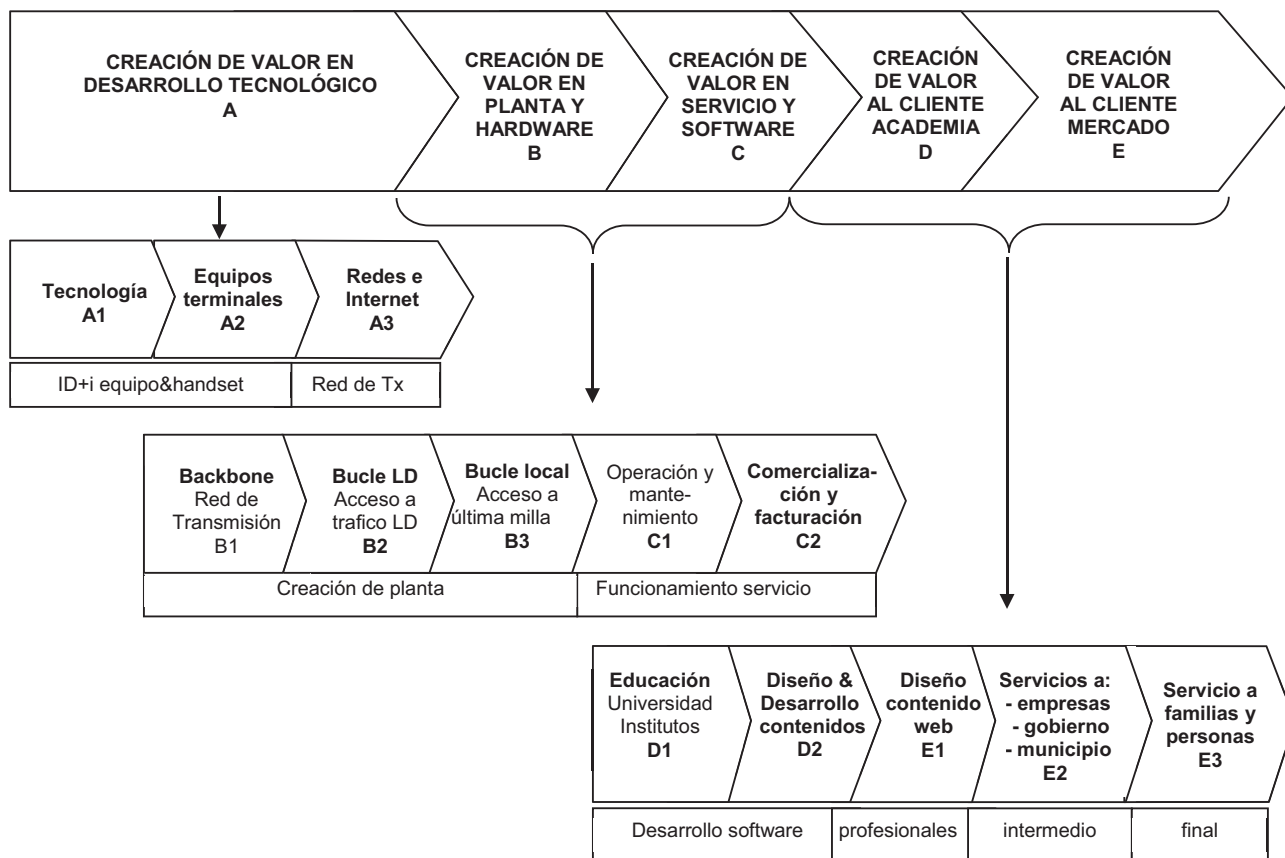 CREACIÓN DE VALOR EN
DESARROLLO TECNOLÓGICO
A
CREACIÓN DE
VALOR EN
PLANTA Y
HARDWARE
B
CREACIÓN DE
VALOR EN
SERVICIO Y
SOFTWARE
C
CREACIÓN
DE VALOR
AL CLIENTE
ACADEMIA
D
CREACIÓN
DE VALOR
AL CLIENTE
MERCADO
E
Tecnología
A1
Equipos
terminales
A2
Redes e
Internet
A3
ID+i equipo&handset
Red de Tx
Backbone
Red de
Transmisión
B1
Bucle LD
Acceso a
trafico LD
B2
Bucle local
Acceso a
última milla
B3
Operación y
mante-
nimiento
C1
Comercializa-
ción y
facturación
C2
Creación de planta
Funcionamiento servicio
Educación
Universidad
Institutos
D1
Diseño &
Desarrollo
contenidos
D2
Diseño
contenido
web
E1
Servicios a:
- empresas
- gobierno
- municipio
E2
Servicio a
familias y
personas
E3
Desarrollo software
profesionales
intermedio
final